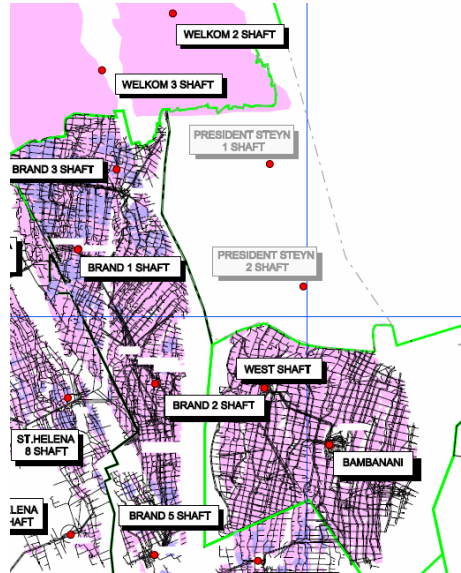 WELKOM 2 SHAFT
WELKOM 3 SHAFT
PRESIDENT STEYN
1 SHAFT
BRAND 3 SHAFT
BRAND 1 SHAFT
PRESIDENT STEYN
2 SHAFT
WEST SHAFT
BRAND 2 SHAFT
ST.HELENA
8 SHAFT
BAMBANANI
BRAND 5 SHAFT